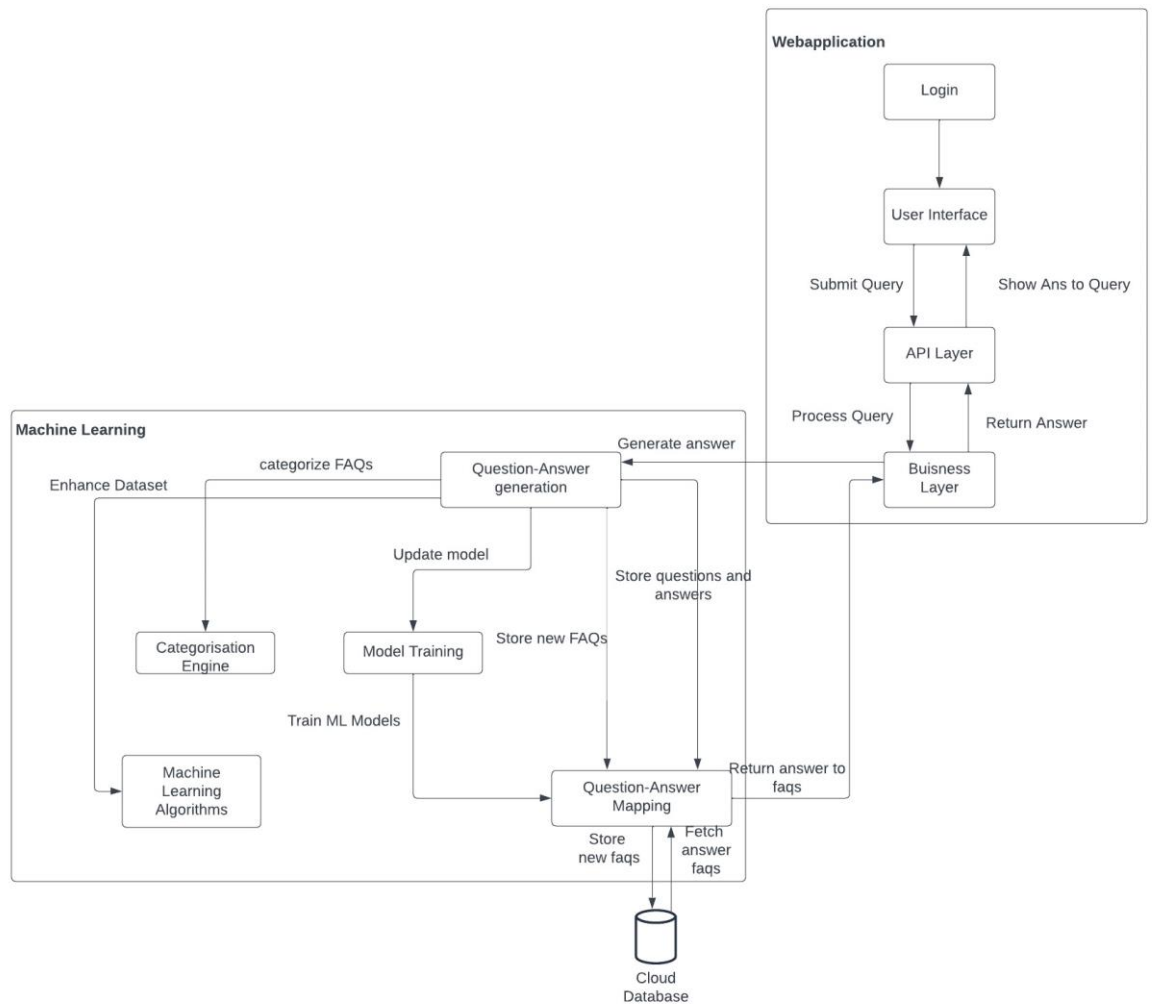 Webapplication
Login
User Interface
Submit Query
Show Ans to Query
API Layer
Process Query
Return Answer
Buisness
Layer
Machine Learning
Generate answer
categorize FAQs
Question-Answer
generation
Enhance Dataset
Update model
Store questions and
answers
Store new FAQs
Categorisation
Engine
Model Training
Train ML Models
Machine
Learning
Algorithms
Question-Answer
Mapping
Return answer to
faqs
Store
new faqs
Fetch
answer
faqs
Cloud
Database